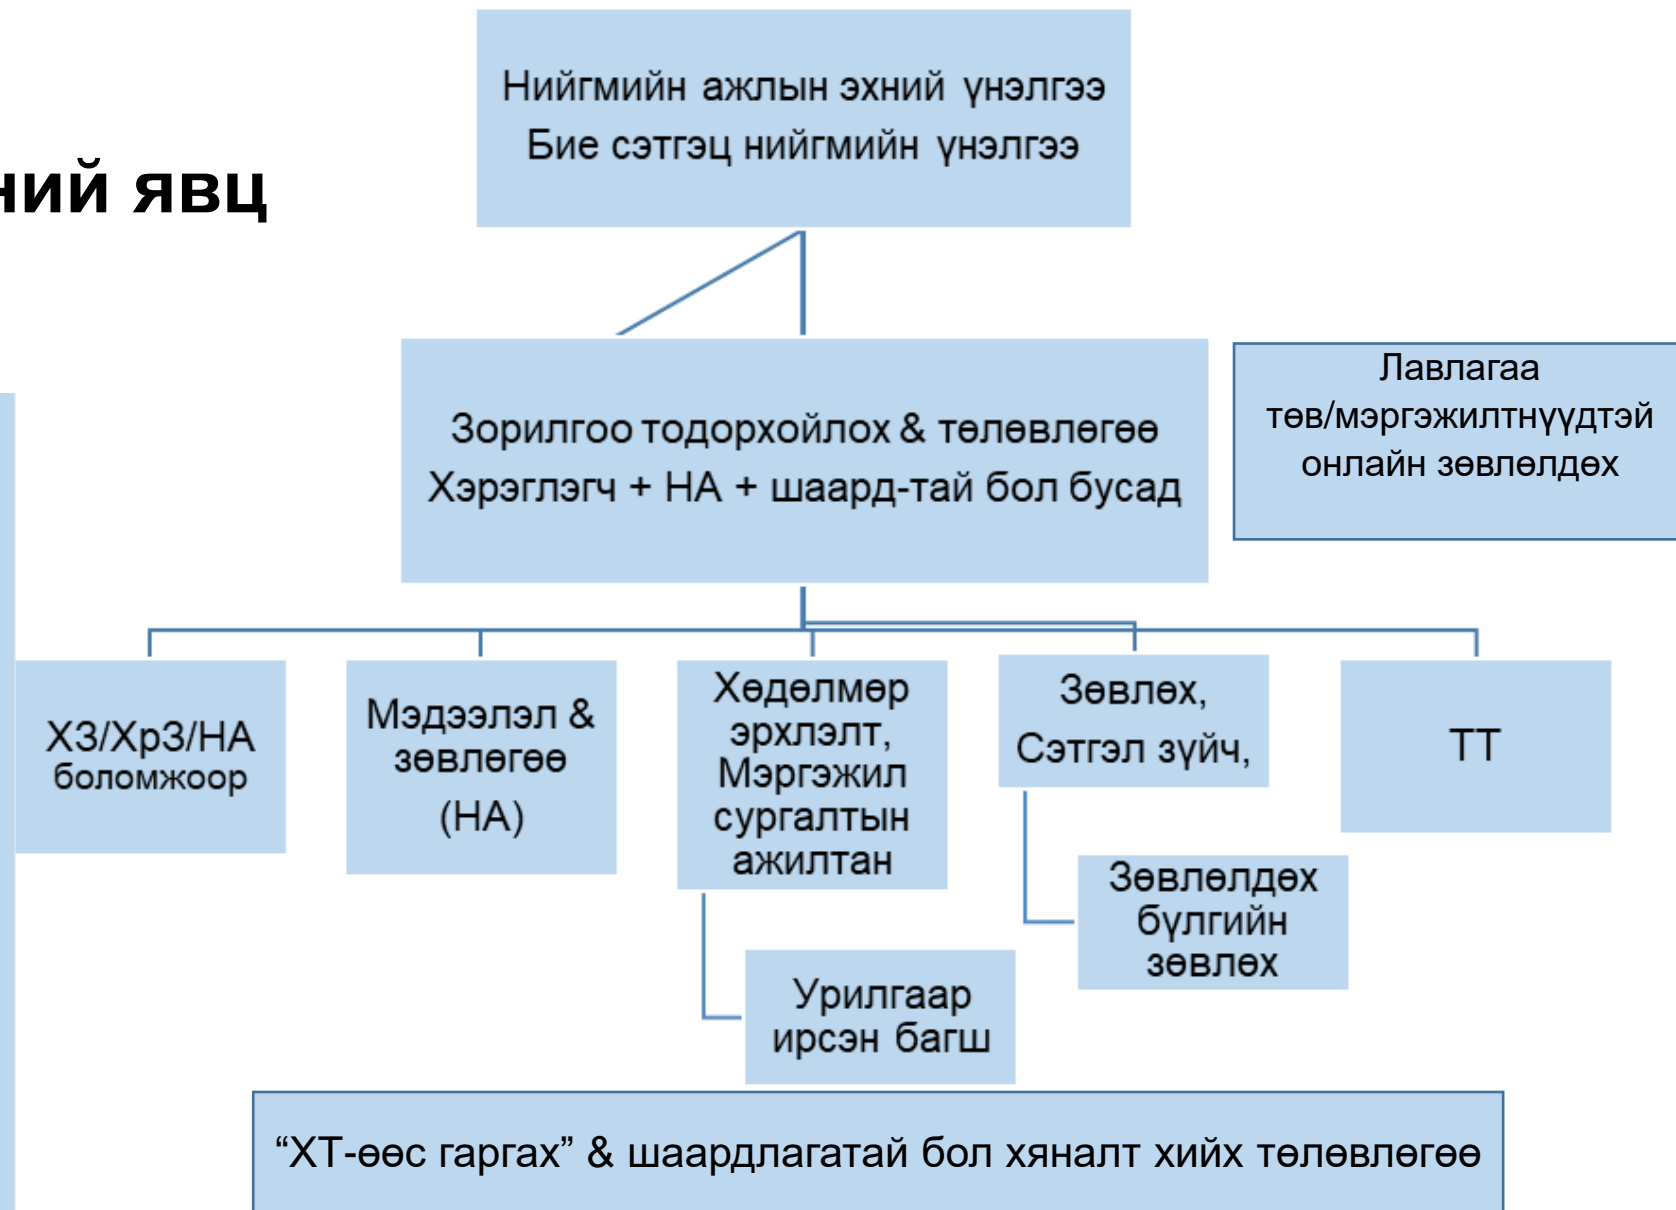 Нийгмийн ажлын эхний үнэлгээ
Бие сэтгэц нийгмийн үнэлгээ
ний явц
Зорилгоо тодорхойлох & төлөвлөгөө
Хэрэглэгч + НА + шаард-тай бол бусад
Лавлагаа
төв/мэргэжилтнүүдтэй
онлайн зөвлөлдөх
ХЗ/ХрЗ/НА
боломжоор
Мэдээлэл &
зөвлөгөө
(НА)
Хөдөлмөр
эрхлэлт,
Мэргэжил
сургалтын
ажилтан
Зөвлөх,
Сэтгэл зүйч,
ТТ
Зөвлөлдөх
бүлгийн
зөвлөх
Урилгаар
ирсэн багш
“ХТ-өөс гаргах” & шаардлагатай бол хяналт хийх төлөвлөгөө